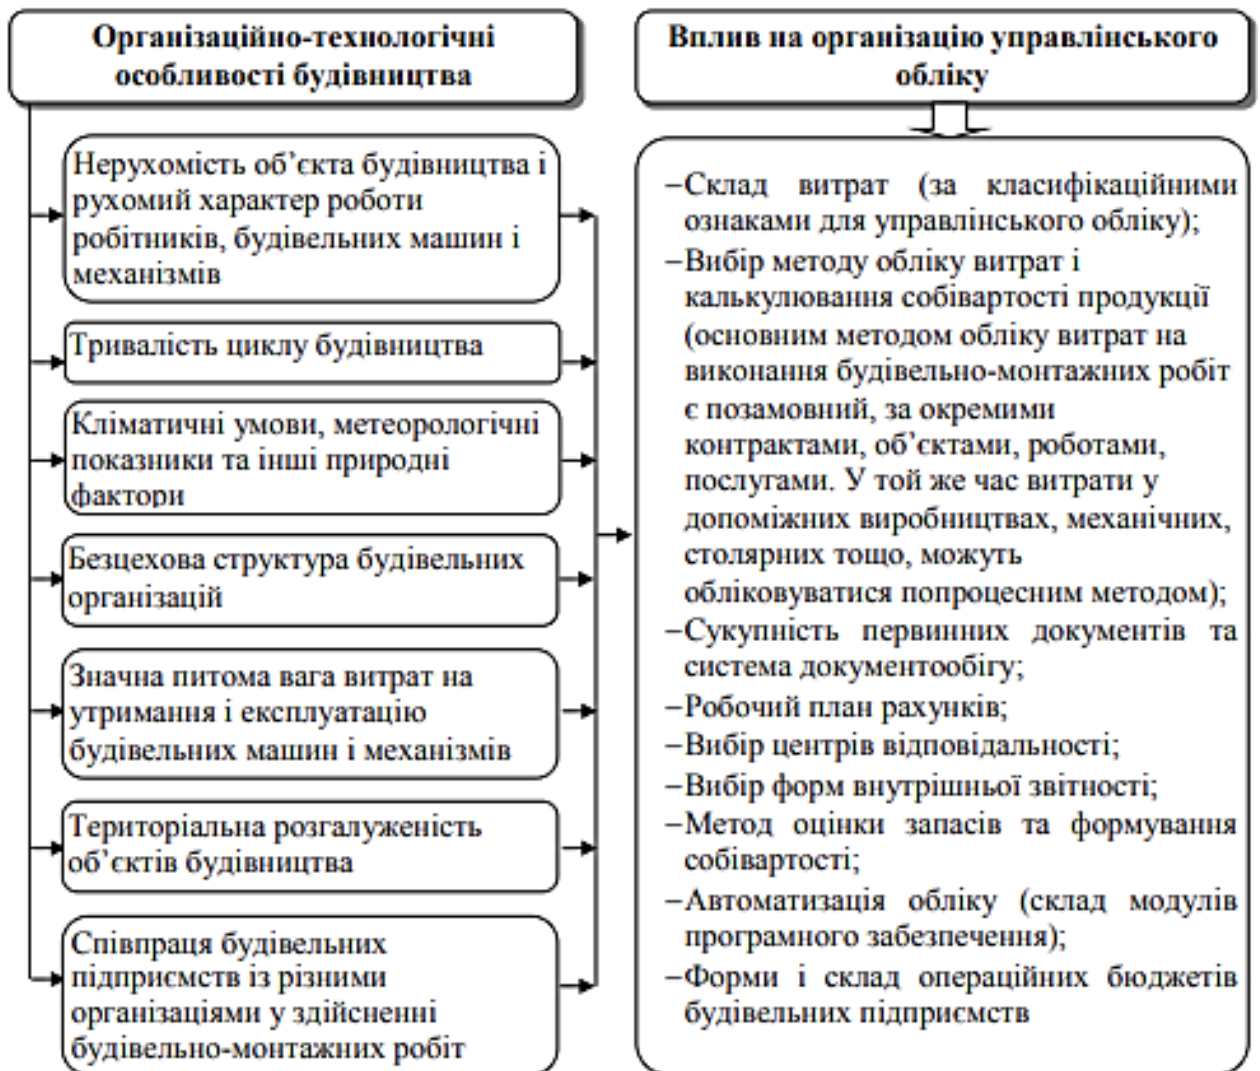 Організаційно-технологічні
особливості будівництва
Нерухомість об’єкта будівництва і
рухомий характер роботи
робітників, будівельних машин і
механізмів
Тривалість циклу будівництва
Кліматичні умови, метеорологічні
показники та інші природні
фактори
Безцехова структура будівельних
організацій
Значна питома вага витрат на
утримання і експлуатацію
будівельних машин і механізмів
Територіальна розгалуженість
об’єктів будівництва
Співпраця будівельних
підприємств із різними
організаціями у здійсненні
будівельно-монтажних робіт
Вплив на організацію управлінського
обліку
−Склад витрат (за класифікаційними
ознаками для управлінського обліку);
−Вибір методу обліку витрат і
калькулювання собівартості продукції
(основним методом обліку витрат на
виконання будівельно-монтажних робіт
є позамовний, за окремими
контрактами, об’єктами, роботами,
послугами. У той же час витрати у
допоміжних виробництвах, механічних,
столярних тощо, можуть
обліковуватися попроцесним методом);
−Сукупність первинних документів та
система документообігу;
−Робочий план рахунків;
−Вибір центрів відповідальності;
−Вибір форм внутрішньої звітності;
−Метод оцінки запасів та формування
собівартості;
−Автоматизація обліку (склад модулів
програмного забезпечення);
−Форми і склад операційних бюджетів
будівельних підприємств